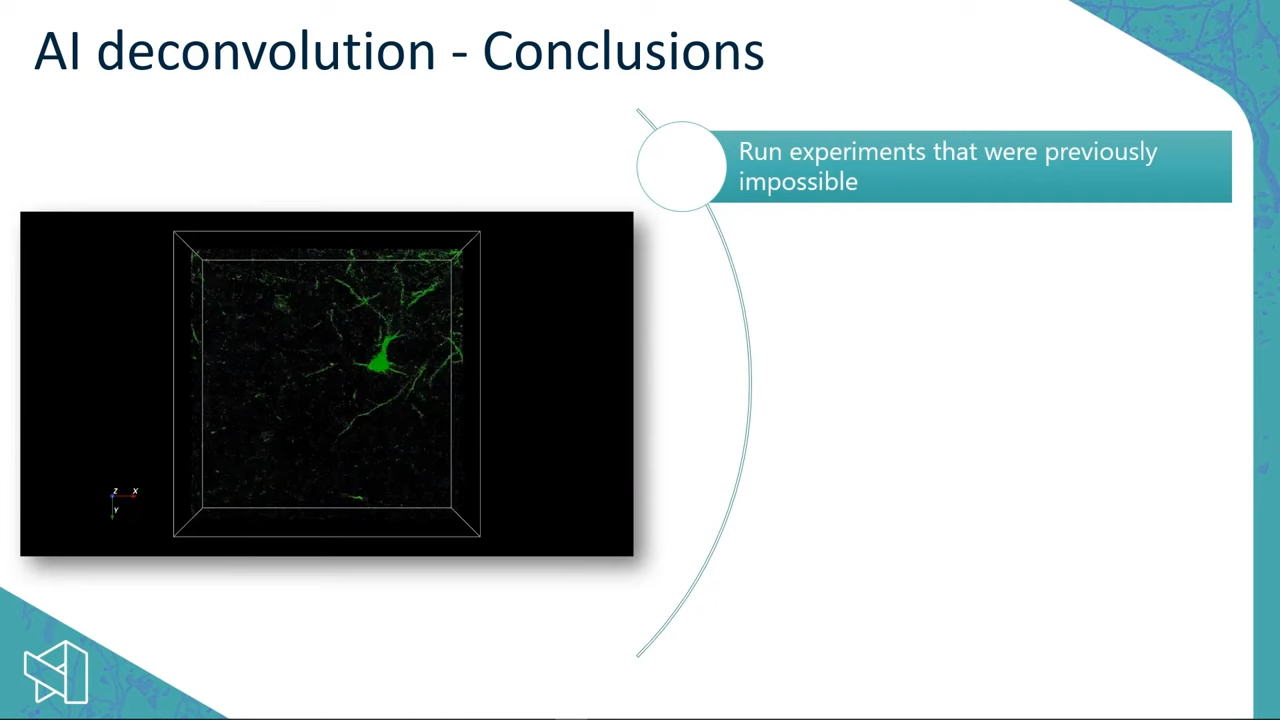 AI deconvolution - Conclusions
Run experiments that were previously
impossible
Z X
Y